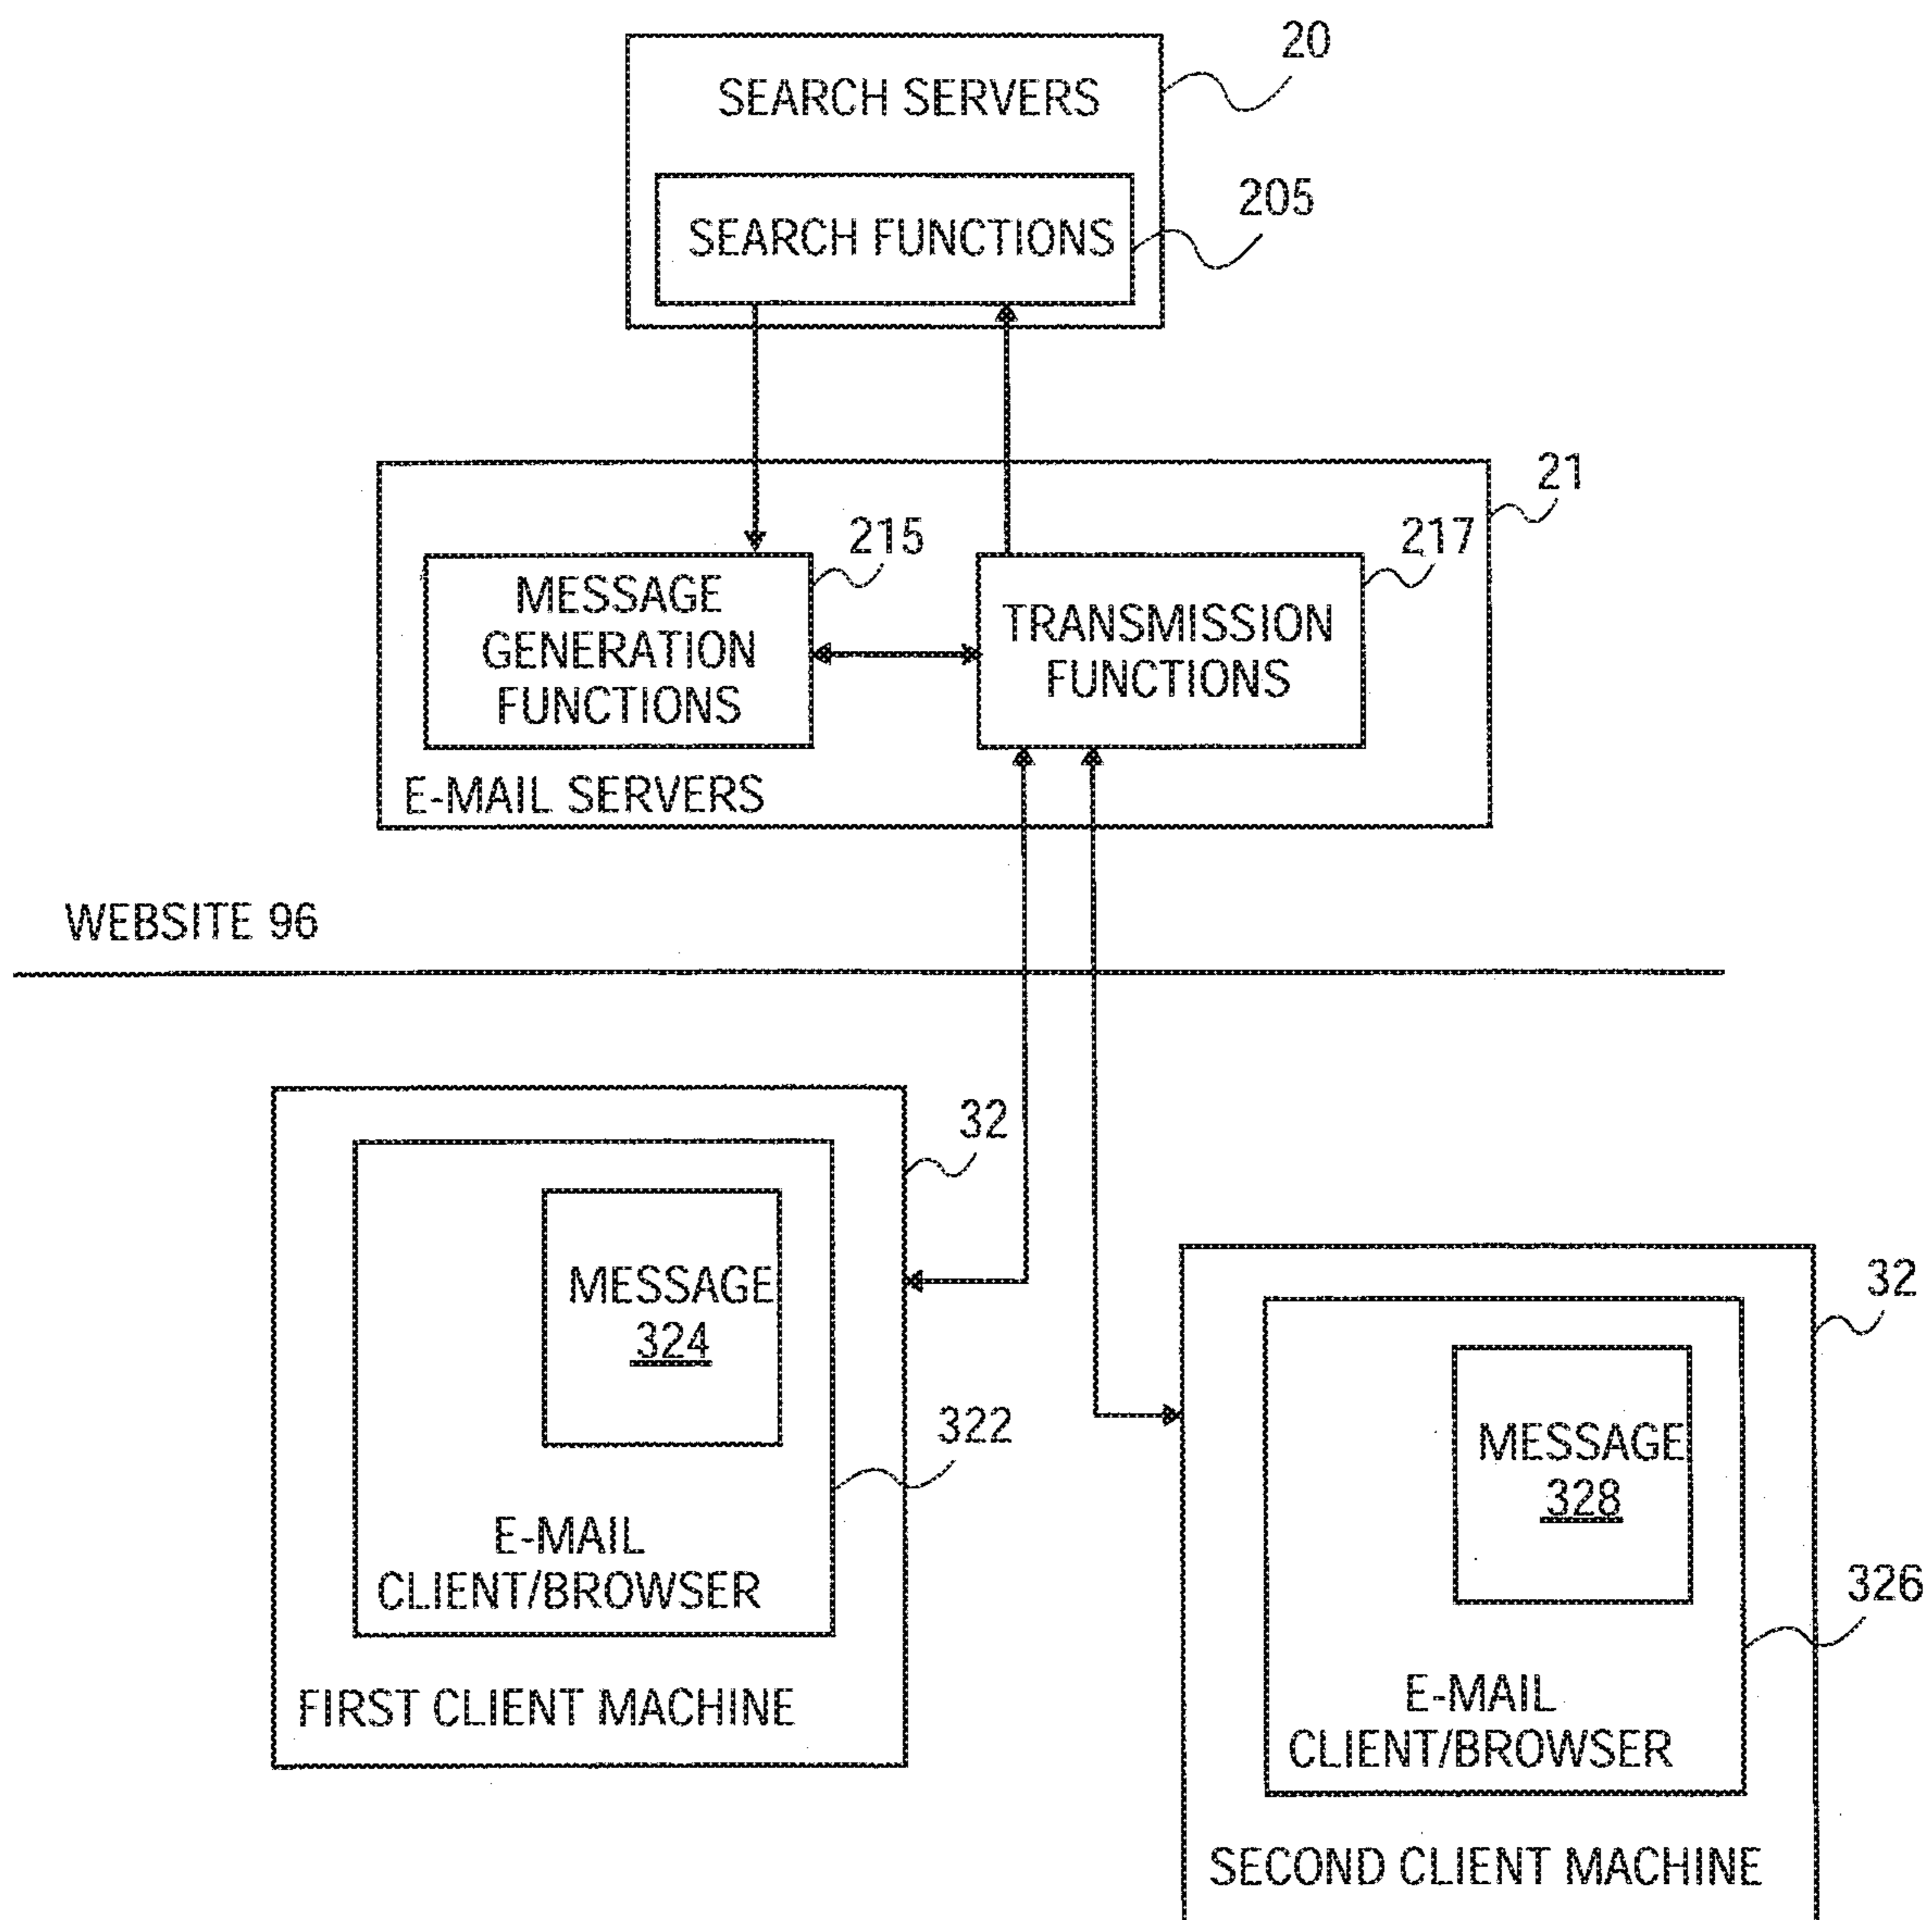 20
SEARCH SERVERS
205
SEARCH FUNCTIONS
21
215
217
MESSAGE
GENERATION
FUNCTIONS
TRANSMISSION
FUNCTIONS
E-MAIL SERVERS
WEBSITE 96
32
MESSAGE
324
322
E-MAIL
CLIENT/BROWSER
FIRST CLIENT MACHINE
32
MESSAGE
328
326
E-MAIL
CLIENT/BROWSER
SECOND CLIENT MACHINE